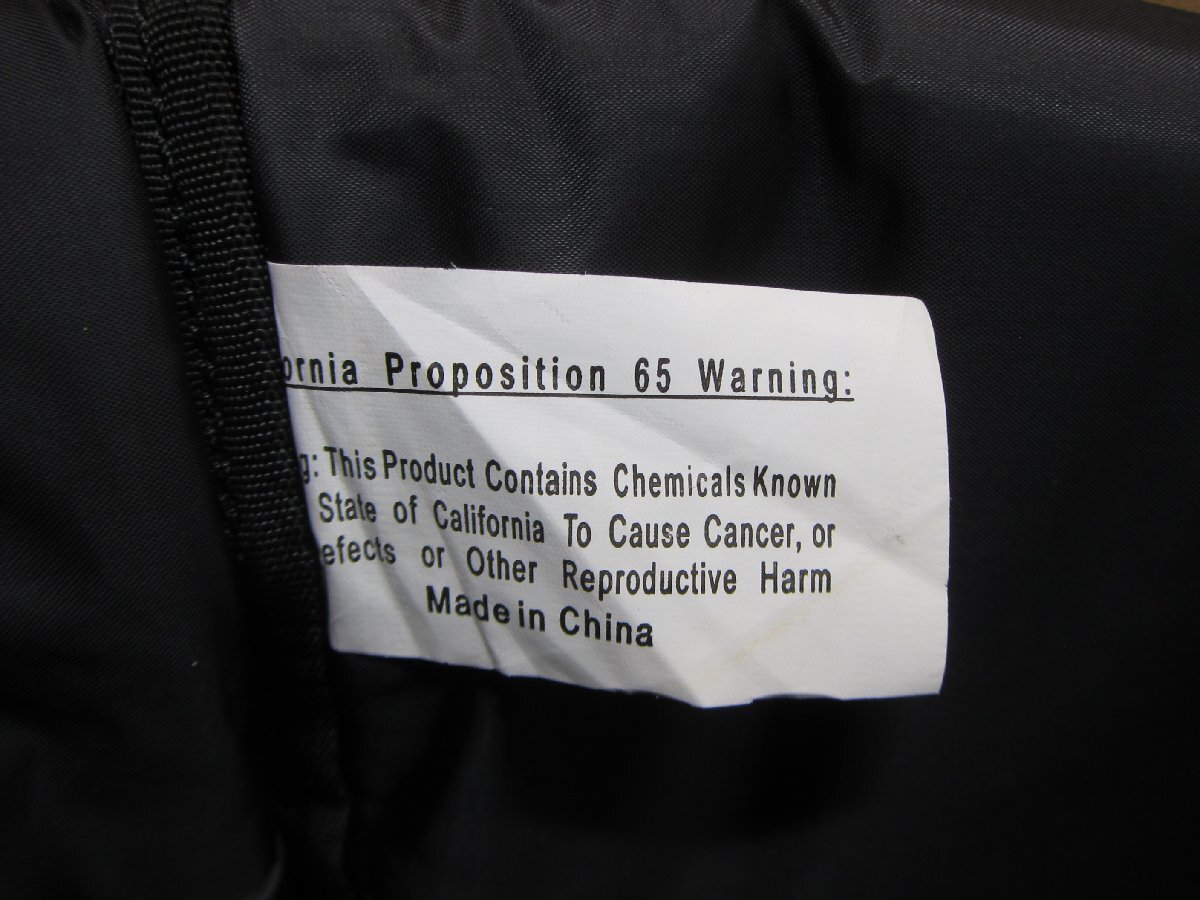 ornia Proposition 65 Warning:
g: This Product Contains Chemicals Known
State of California To Cause Cancer, or
efects or Other Reproductive Harm
Made in China